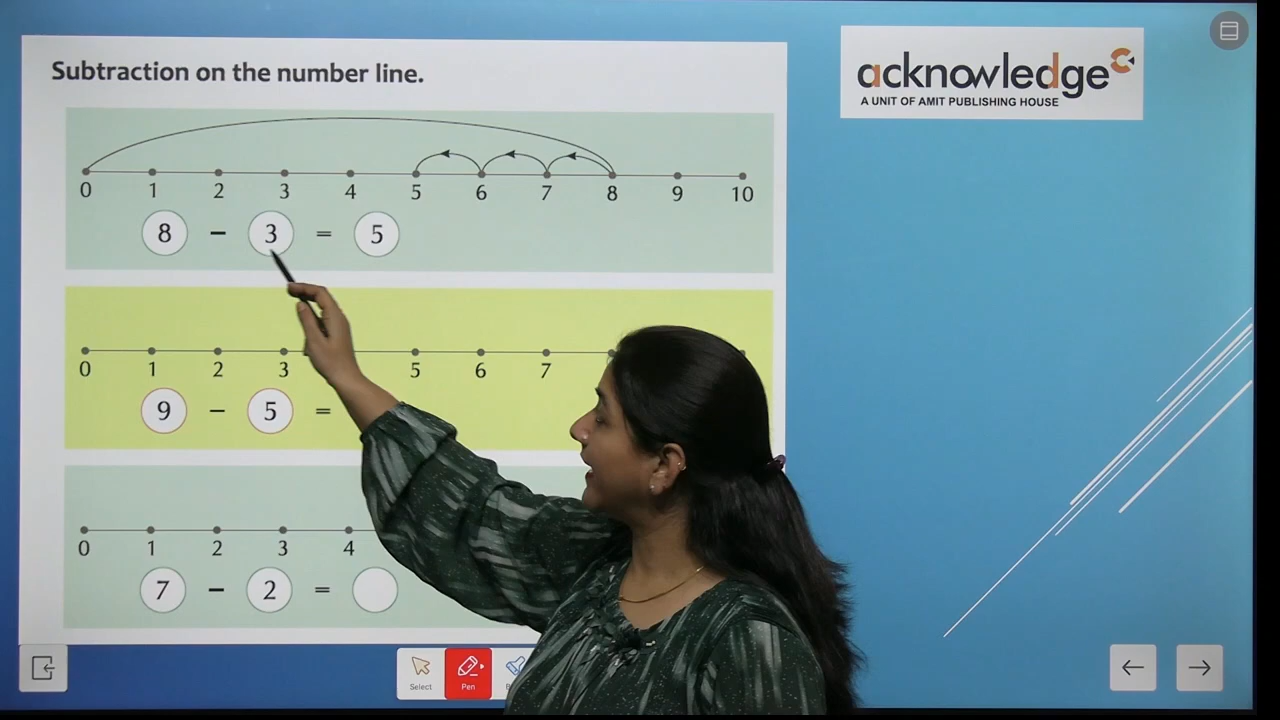 Subtraction on the number line.
acknowledge
A UNIT OF AMIT PUBLISHING HOUSE
0 1 2 3 4 5 6 7 8 9 10
8 - 3 = 5
0 1 2 3 5 6 7
9 - 5 =
0 1 2 3 4
7 - 2 =
Select
Pen